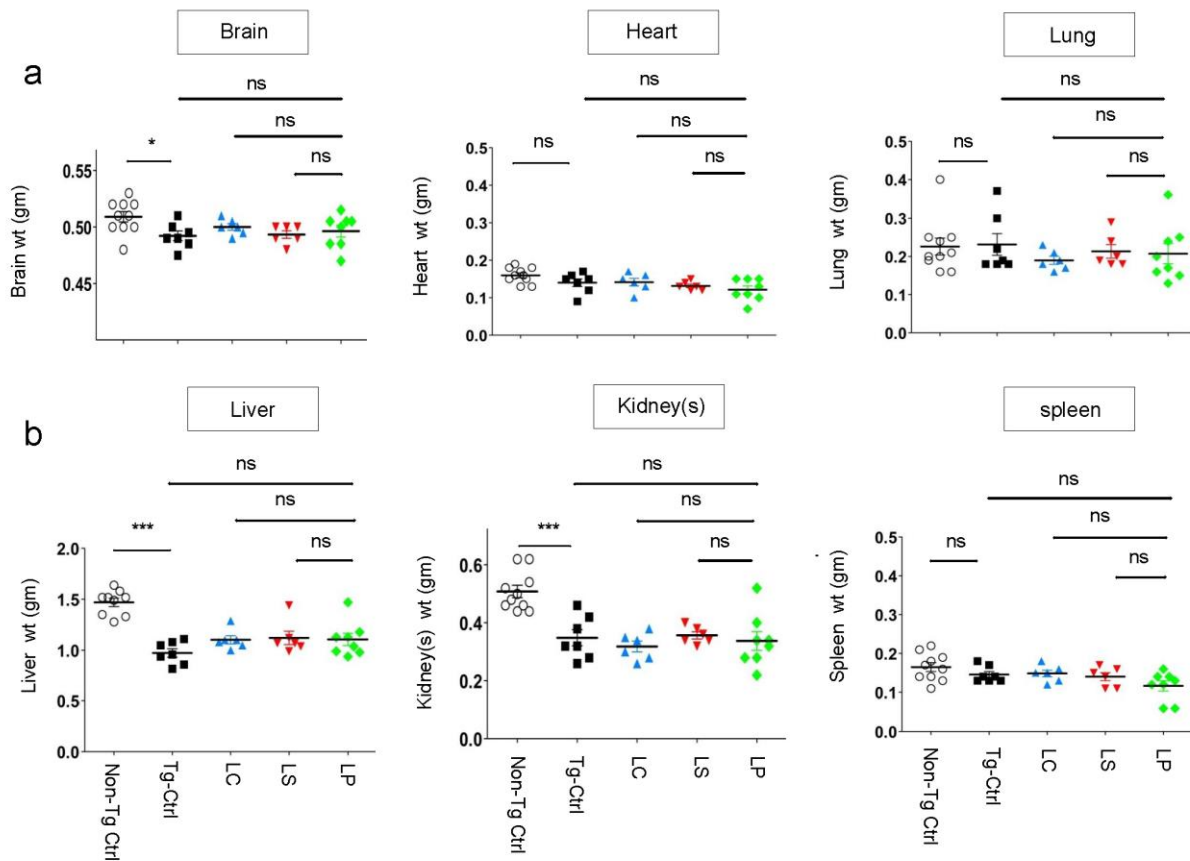 Brain
Heart
Lung
a
ns
ns
ns
*
0.55
0.50
0.45
Brain wt (gm)
ns
ns
ns
ns
0.5
0.4
0.3
0.2
0.1
0.0
Heart wt (gm)
ns
ns
ns
ns
0.5
0.4
0.3
0.2
0.1
0.0
Lung wt (gm)
Liver
Kidney(s)
spleen
b
ns
ns
ns
***
2.0
1.5
1.0
0.5
0.0
Liver wt (gm)
Non-Tg Ctrl
Tg-Ctrl
LC
LS
LP
ns
ns
ns
***
0.6
0.4
0.2
0.0
Kidney(s) wt (gm)
Non-Tg Ctrl
Tg-Ctrl
LC
LS
LP
ns
ns
ns
ns
0.5
0.4
0.3
0.2
0.1
0.0
Spleen wt (gm)
Non-Tg Ctrl
Tg-Ctrl
LC
LS
LP